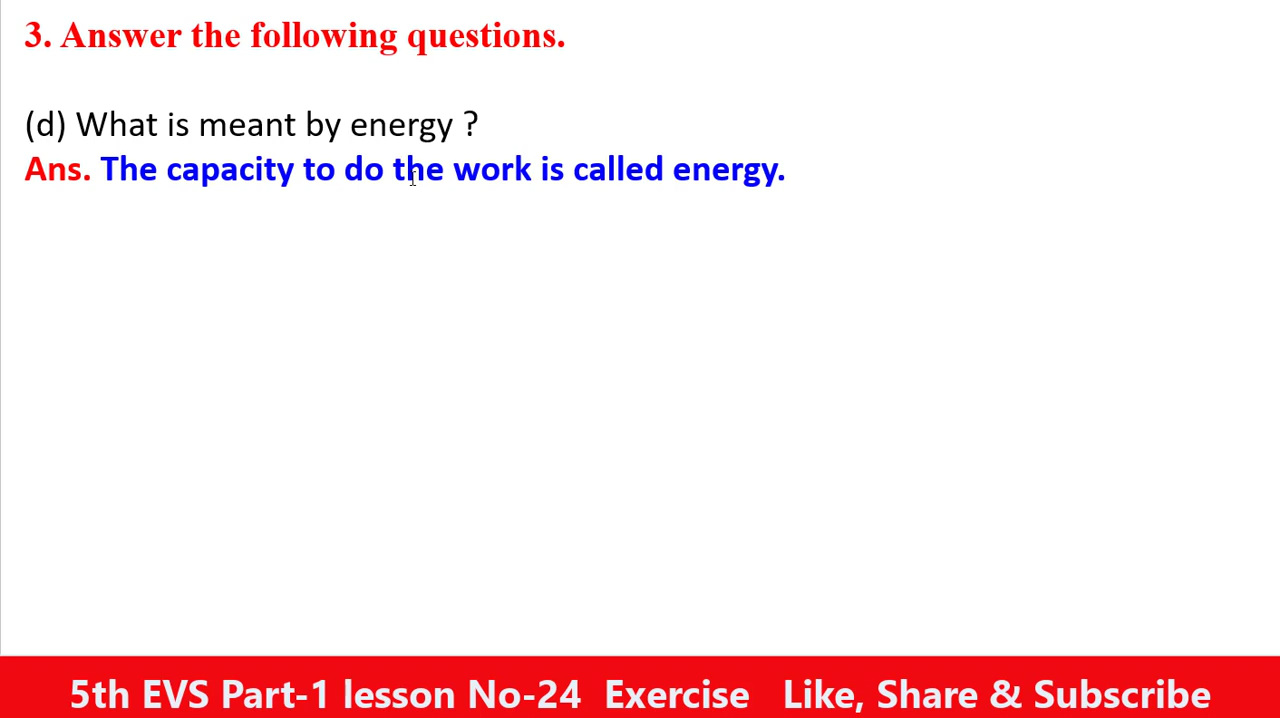 3. Answer the following questions.
(d) What is meant by energy ?
Ans. The capacity to do the work is called energy.
5th EVS Part-1 lesson No-24 Exercise Like, Share & Subscribe